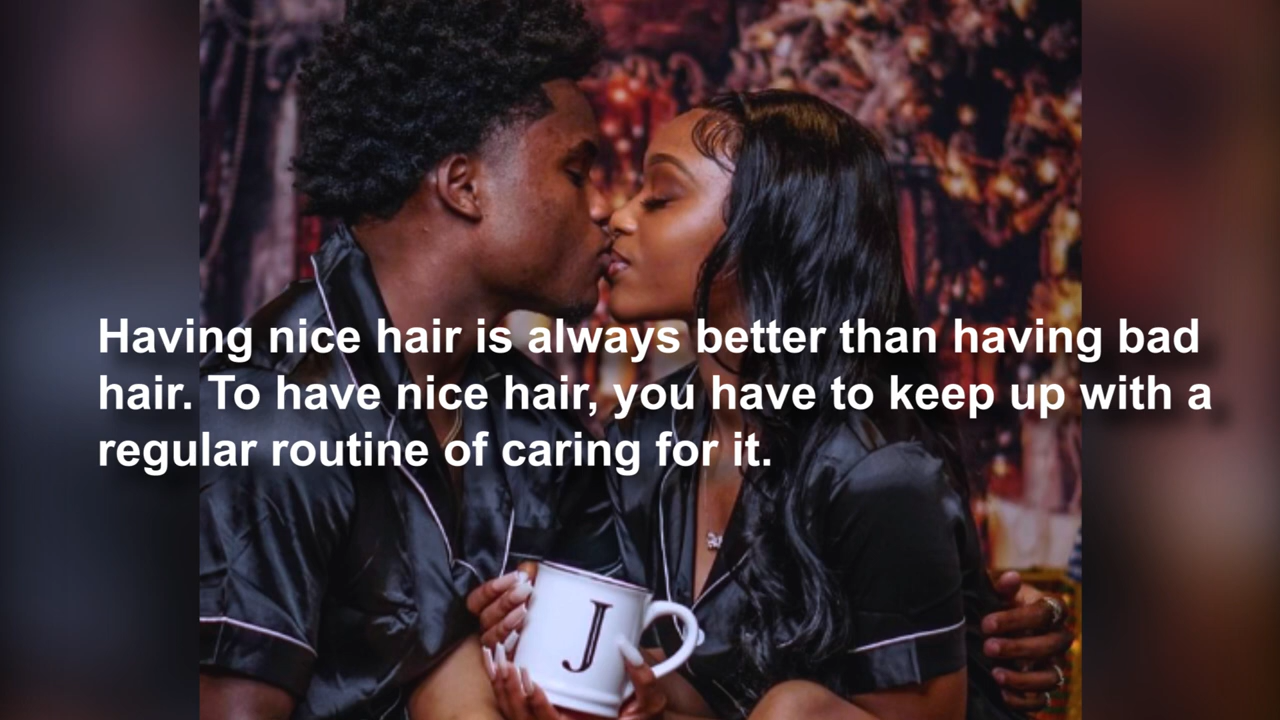 Having nice hair is always better than having bad
hair. To have nice hair, you have to keep up with a
regular routine of caring for it.
J